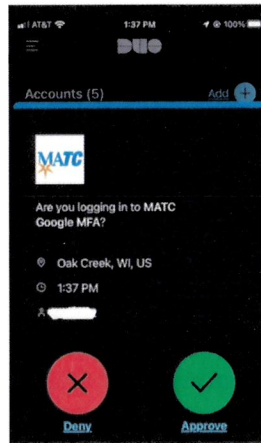 AT&T 1:37 PM 100%
DUO
Accounts (5) Add
MATC
Are you logging in to MATC
Google MFA?
Oak Creek, WI, US
1:37 PM
Deny Approve